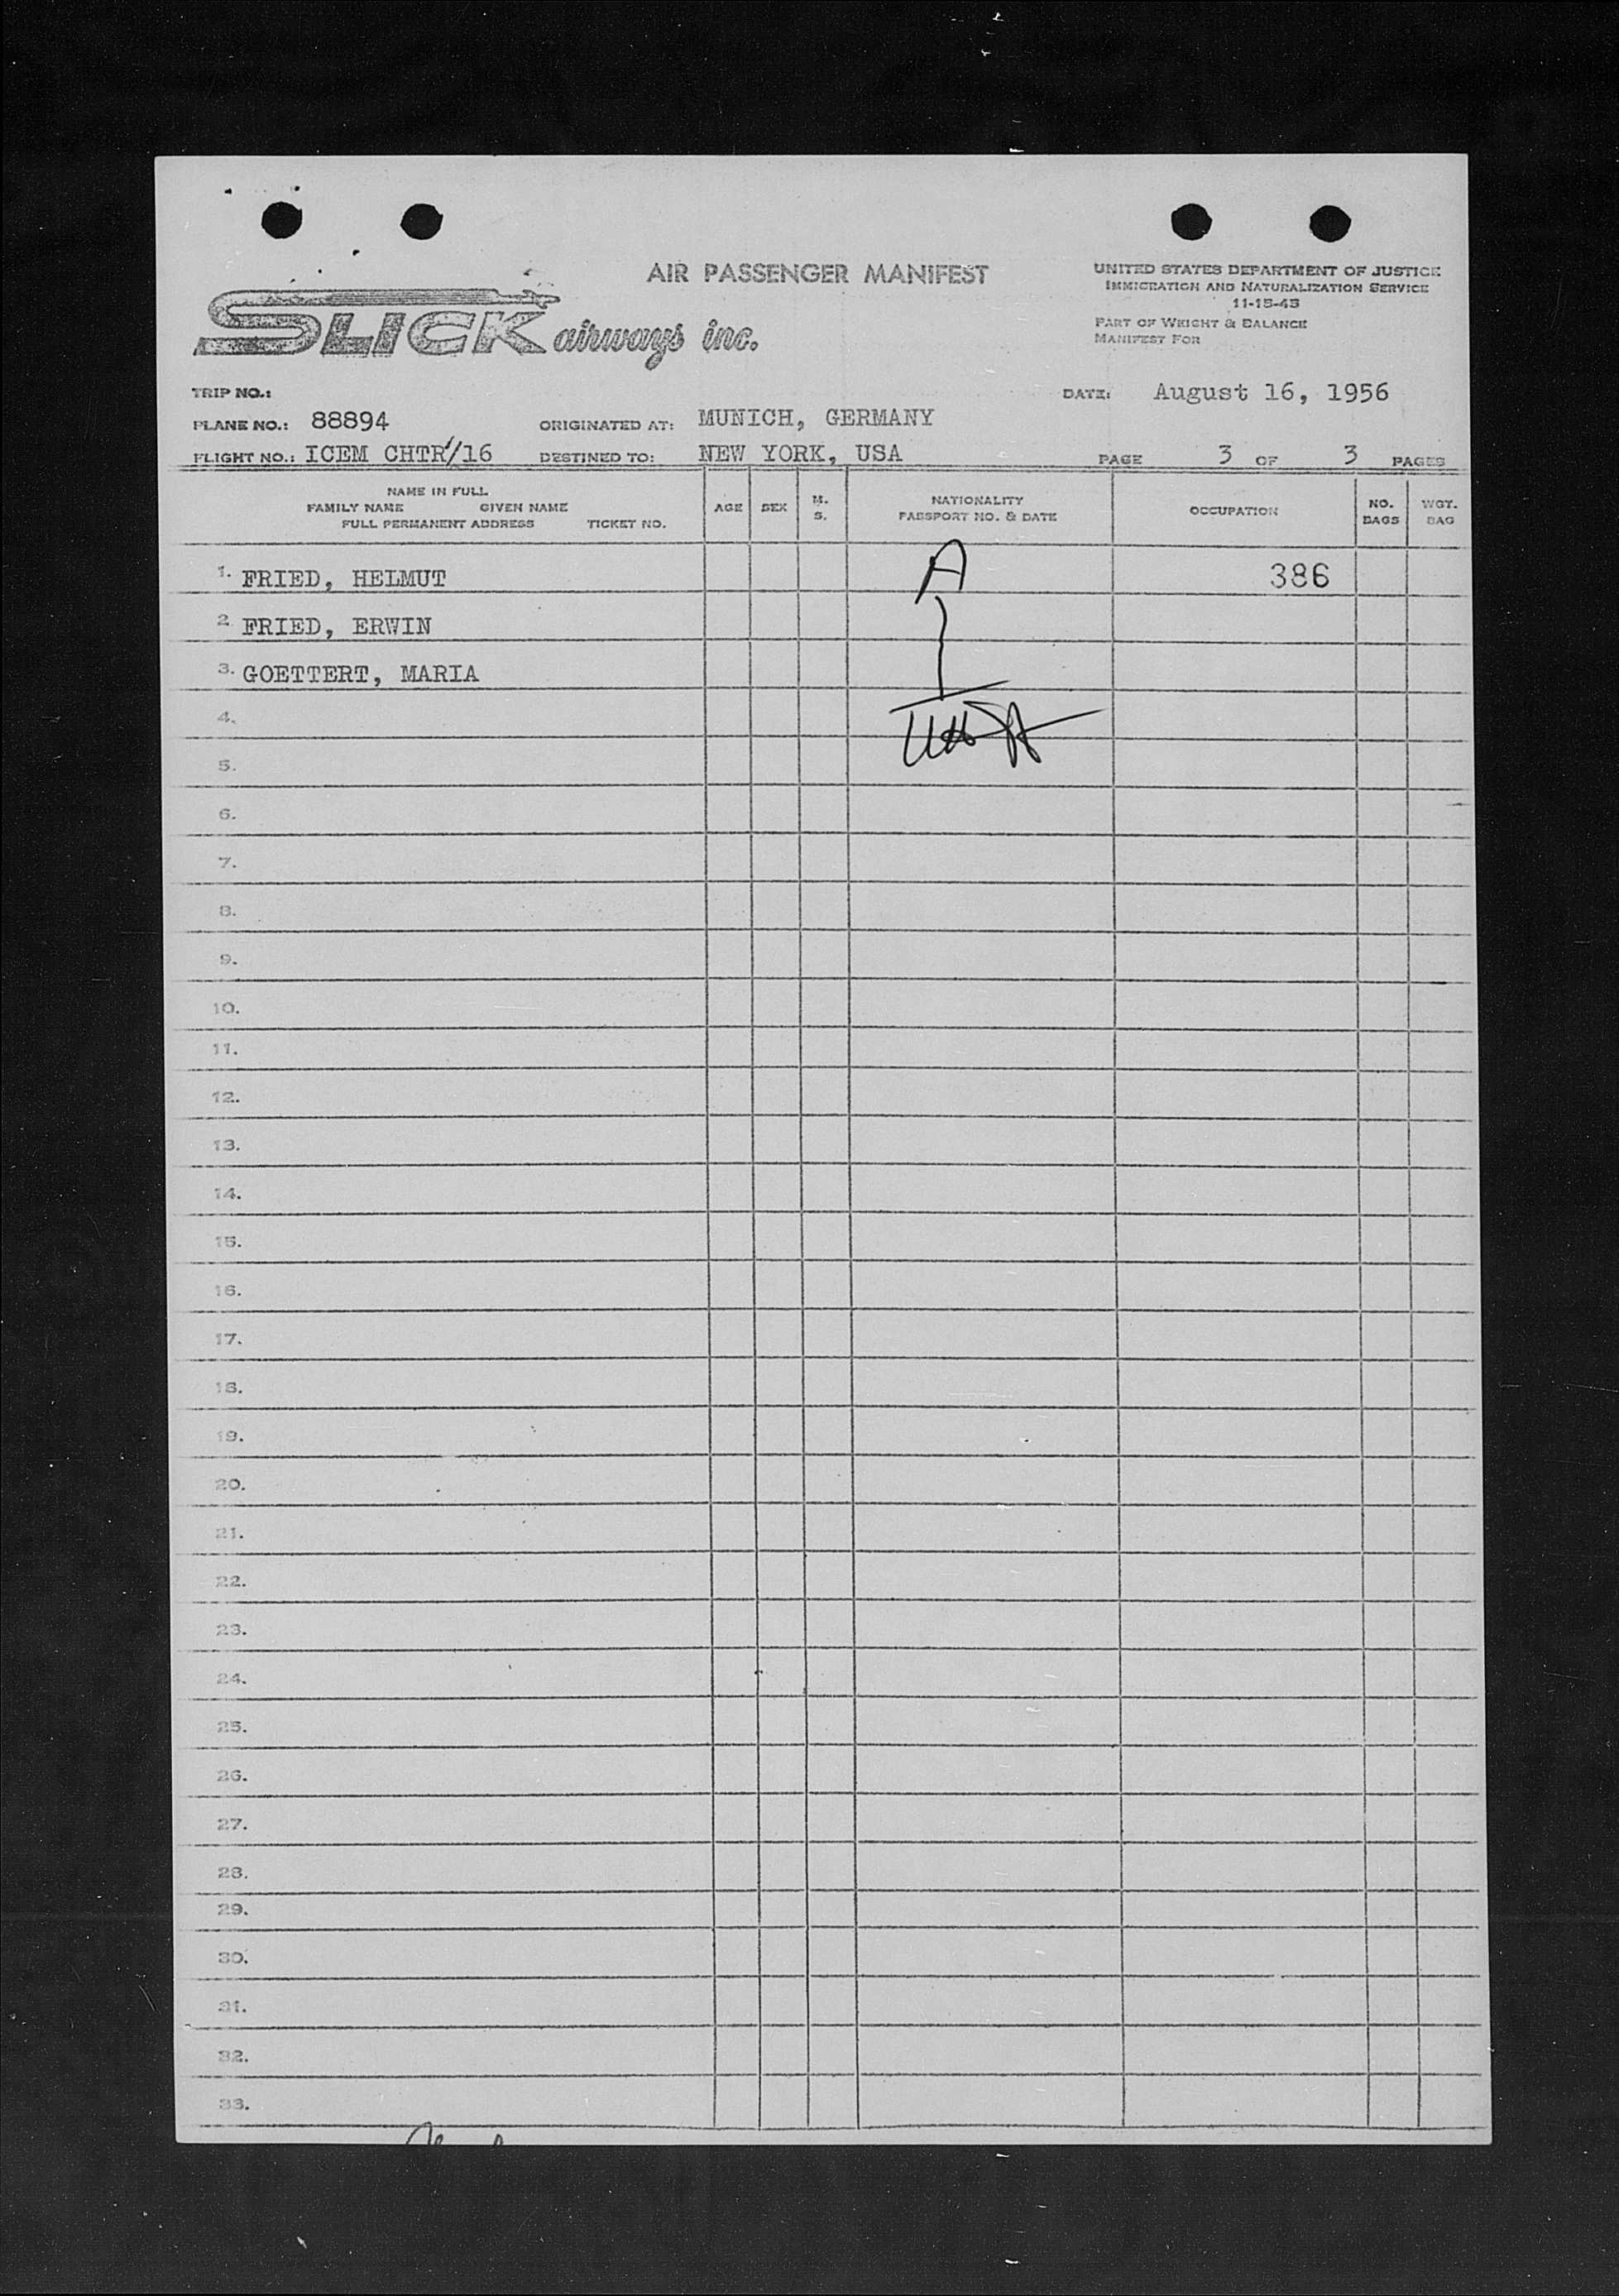 AIR PASSENGER MANIFEST
UNITED STATES DEPARTMENT OF JUSTICE
IMMIGRATION AND NATURALIZATION SERVICE
11-15-45
PART OF WEIGHT & BALANCE
MANIFEST FOR
SLICK airways inc.
TRIP NO.:
DATE: August 16, 1956
PLANE NO.: 88894 ORIGINATED AT: MUNICH, GERMANY
FLIGHT NO.: ICEM CHTR//16 DESTINED TO: NEW YORK, USA PAGE 3 OF 3 PAGES
NAME IN FULL
FAMILY NAME GIVEN NAME
FULL PERMANENT ADDRESS TICKET NO.
AGE
SEX
M.
S.
NATIONALITY
PASSPORT NO. & DATE
OCCUPATION
NO.
BAGS
WGT.
BAG
1. FRIED, HELMUT A 386
2. FRIED, ERWIN
3. GOETTERT, MARIA
4.
5.
6.
7.
8.
9.
10.
11.
12.
13.
14.
15.
16.
17.
18.
19.
20.
21.
22.
23.
24.
25.
26.
27.
28.
29.
30.
31.
32.
33.